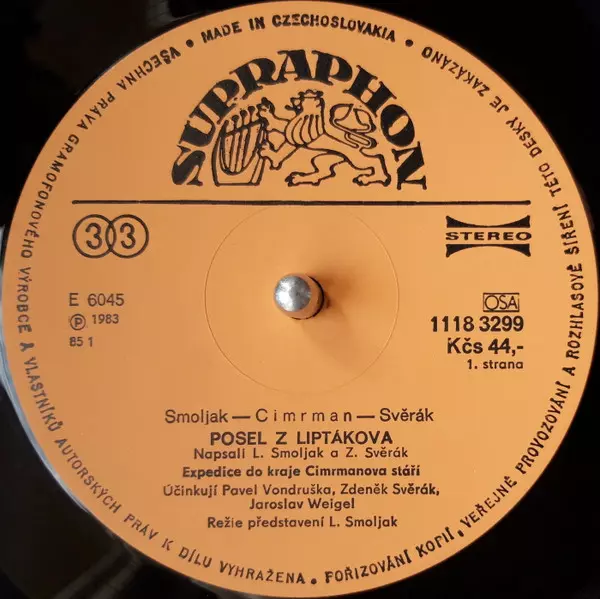 VŠECHNA PRÁVA GRAMOFONOVÉHO VÝROBCE A VLASTNÍKŮ AUTORSKÝCH PRÁV K DÍLU VYHRAŽENA • POŘIZOVÁNÍ KOPIÍ, VEŘEJNÉ PROVOZOVÁNÍ A ROZHLASOVÉ ŠÍŘENÍ TÉTO DESKY JE ZAKÁZÁNO • MADE IN CZECHOSLOVAKIA •
SUPRAPHON
33
STEREO
E 6045
Ⓟ 1983
85 1
OSA
1118 3299
Kčs 44,-
1. strana
Smoljak — Cimrman — Svěrák
POSEL Z LIPTÁKOVA
Napsali L. Smoljak a Z. Svěrák
Expedice do kraje Cimrmanova stáří
Účinkují Pavel Vondruška, Zdeněk Svěrák,
Jaroslav Weigel
Režie představení L. Smoljak